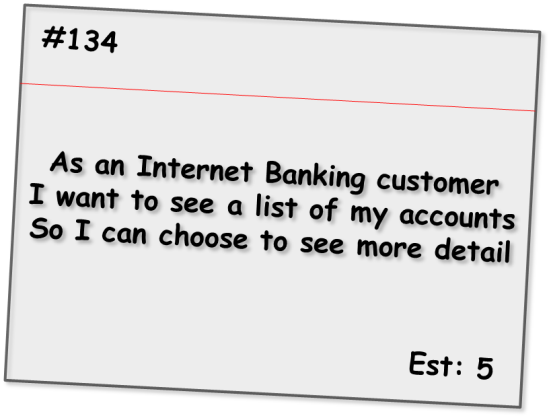 #134
As an Internet Banking customer
I want to see a list of my accounts
So I can choose to see more detail
Est: 5